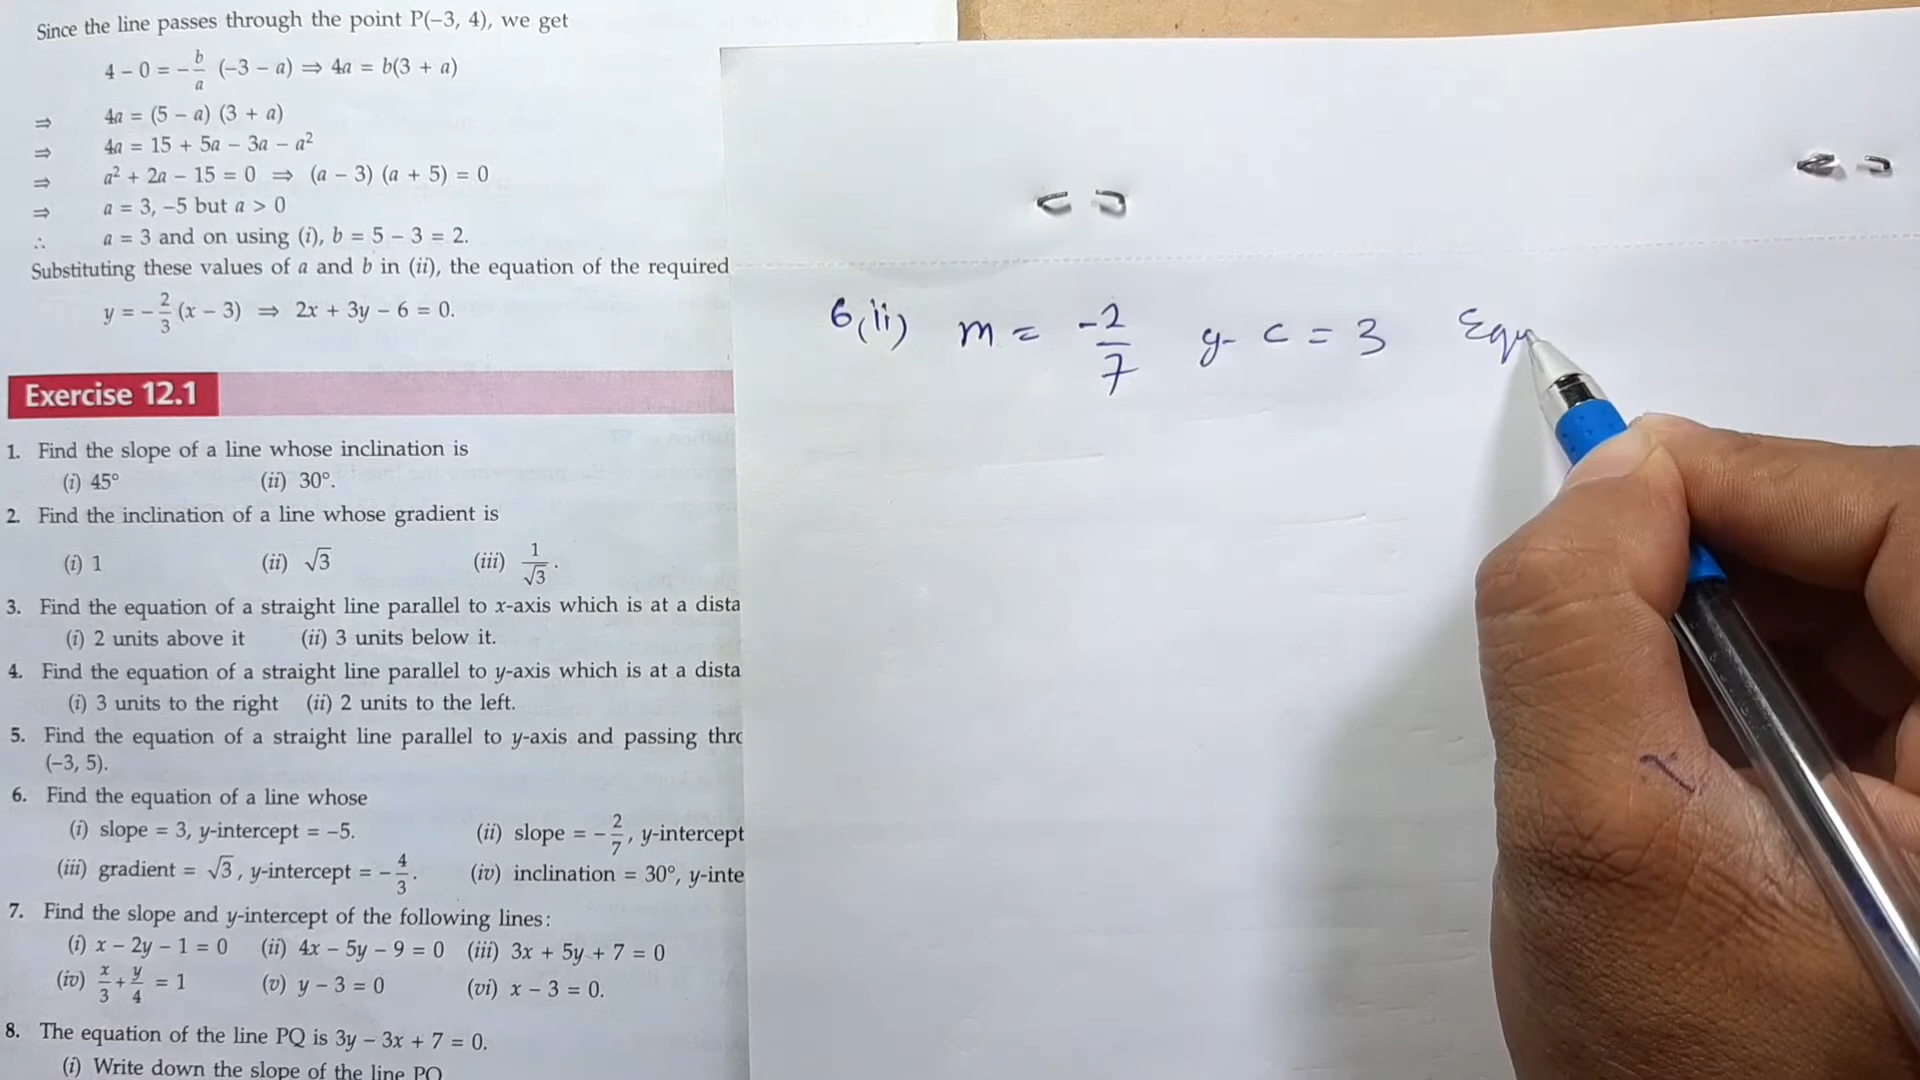 Since the line passes through the point P(−3, 4), we get
4 − 0 = −b/a (−3 − a) ⇒ 4a = b(3 + a)
⇒ 4a = (5 − a) (3 + a)
⇒ 4a = 15 + 5a − 3a − a²
⇒ a² + 2a − 15 = 0 ⇒ (a − 3) (a + 5) = 0
⇒ a = 3, −5 but a > 0
∴ a = 3 and on using (i), b = 5 − 3 = 2.
Substituting these values of a and b in (ii), the equation of the required
y = −2/3 (x − 3) ⇒ 2x + 3y − 6 = 0.
Exercise 12.1
1. Find the slope of a line whose inclination is
(i) 45° (ii) 30°.
2. Find the inclination of a line whose gradient is
(i) 1 (ii) √3 (iii) 1/√3.
3. Find the equation of a straight line parallel to x-axis which is at a dista
(i) 2 units above it (ii) 3 units below it.
4. Find the equation of a straight line parallel to y-axis which is at a dista
(i) 3 units to the right (ii) 2 units to the left.
5. Find the equation of a straight line parallel to y-axis and passing thro
(−3, 5).
6. Find the equation of a line whose
(i) slope = 3, y-intercept = −5. (ii) slope = −2/7, y-intercept
(iii) gradient = √3, y-intercept = −4/3. (iv) inclination = 30°, y-inte
7. Find the slope and y-intercept of the following lines:
(i) x − 2y − 1 = 0 (ii) 4x − 5y − 9 = 0 (iii) 3x + 5y + 7 = 0
(iv) x/3 + y/4 = 1 (v) y − 3 = 0 (vi) x − 3 = 0.
8. The equation of the line PQ is 3y − 3x + 7 = 0.
(i) Write down the slope of the line PQ
6(ii) m = -2/7 y- c = 3 Equ